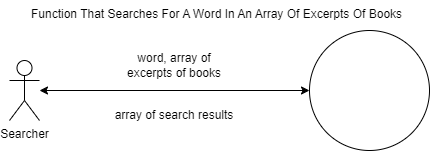 Function That Searches For A Word In An Array Of Excerpts Of Books
word, array of
excerpts of books
array of search results
Searcher